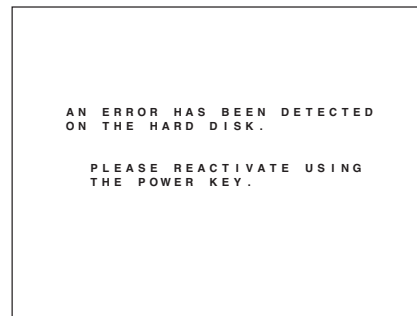 AN ERROR HAS BEEN DETECTED
ON THE HARD DISK.
PLEASE REACTIVATE USING
THE POWER KEY.